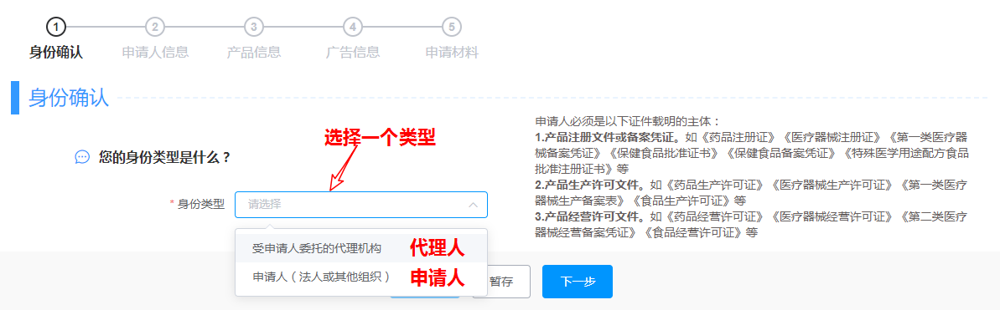 1 2 3 4 5
身份确认 申请人信息 产品信息 广告信息 申请材料
身份确认
选择一个类型
您的身份类型是什么？
* 身份类型 请选择
受申请人委托的代理机构 代理人
申请人（法人或其他组织） 申请人
申请人必须是以下证件载明的主体：
1.产品注册文件或备案凭证。如《药品注册证》《医疗器械注册证》《第一类医疗器
械备案凭证》《保健食品批准证书》《保健食品备案凭证》《特殊医学用途配方食品
批准注册证书》等
2.产品生产许可文件。如《药品生产许可证》《医疗器械生产许可证》《第一类医疗
器械生产备案表》《食品生产许可证》等
3.产品经营许可文件。如《药品经营许可证》《医疗器械经营许可证》《第二类医疗
器械经营备案凭证》《食品经营许可证》等
暂存 下一步